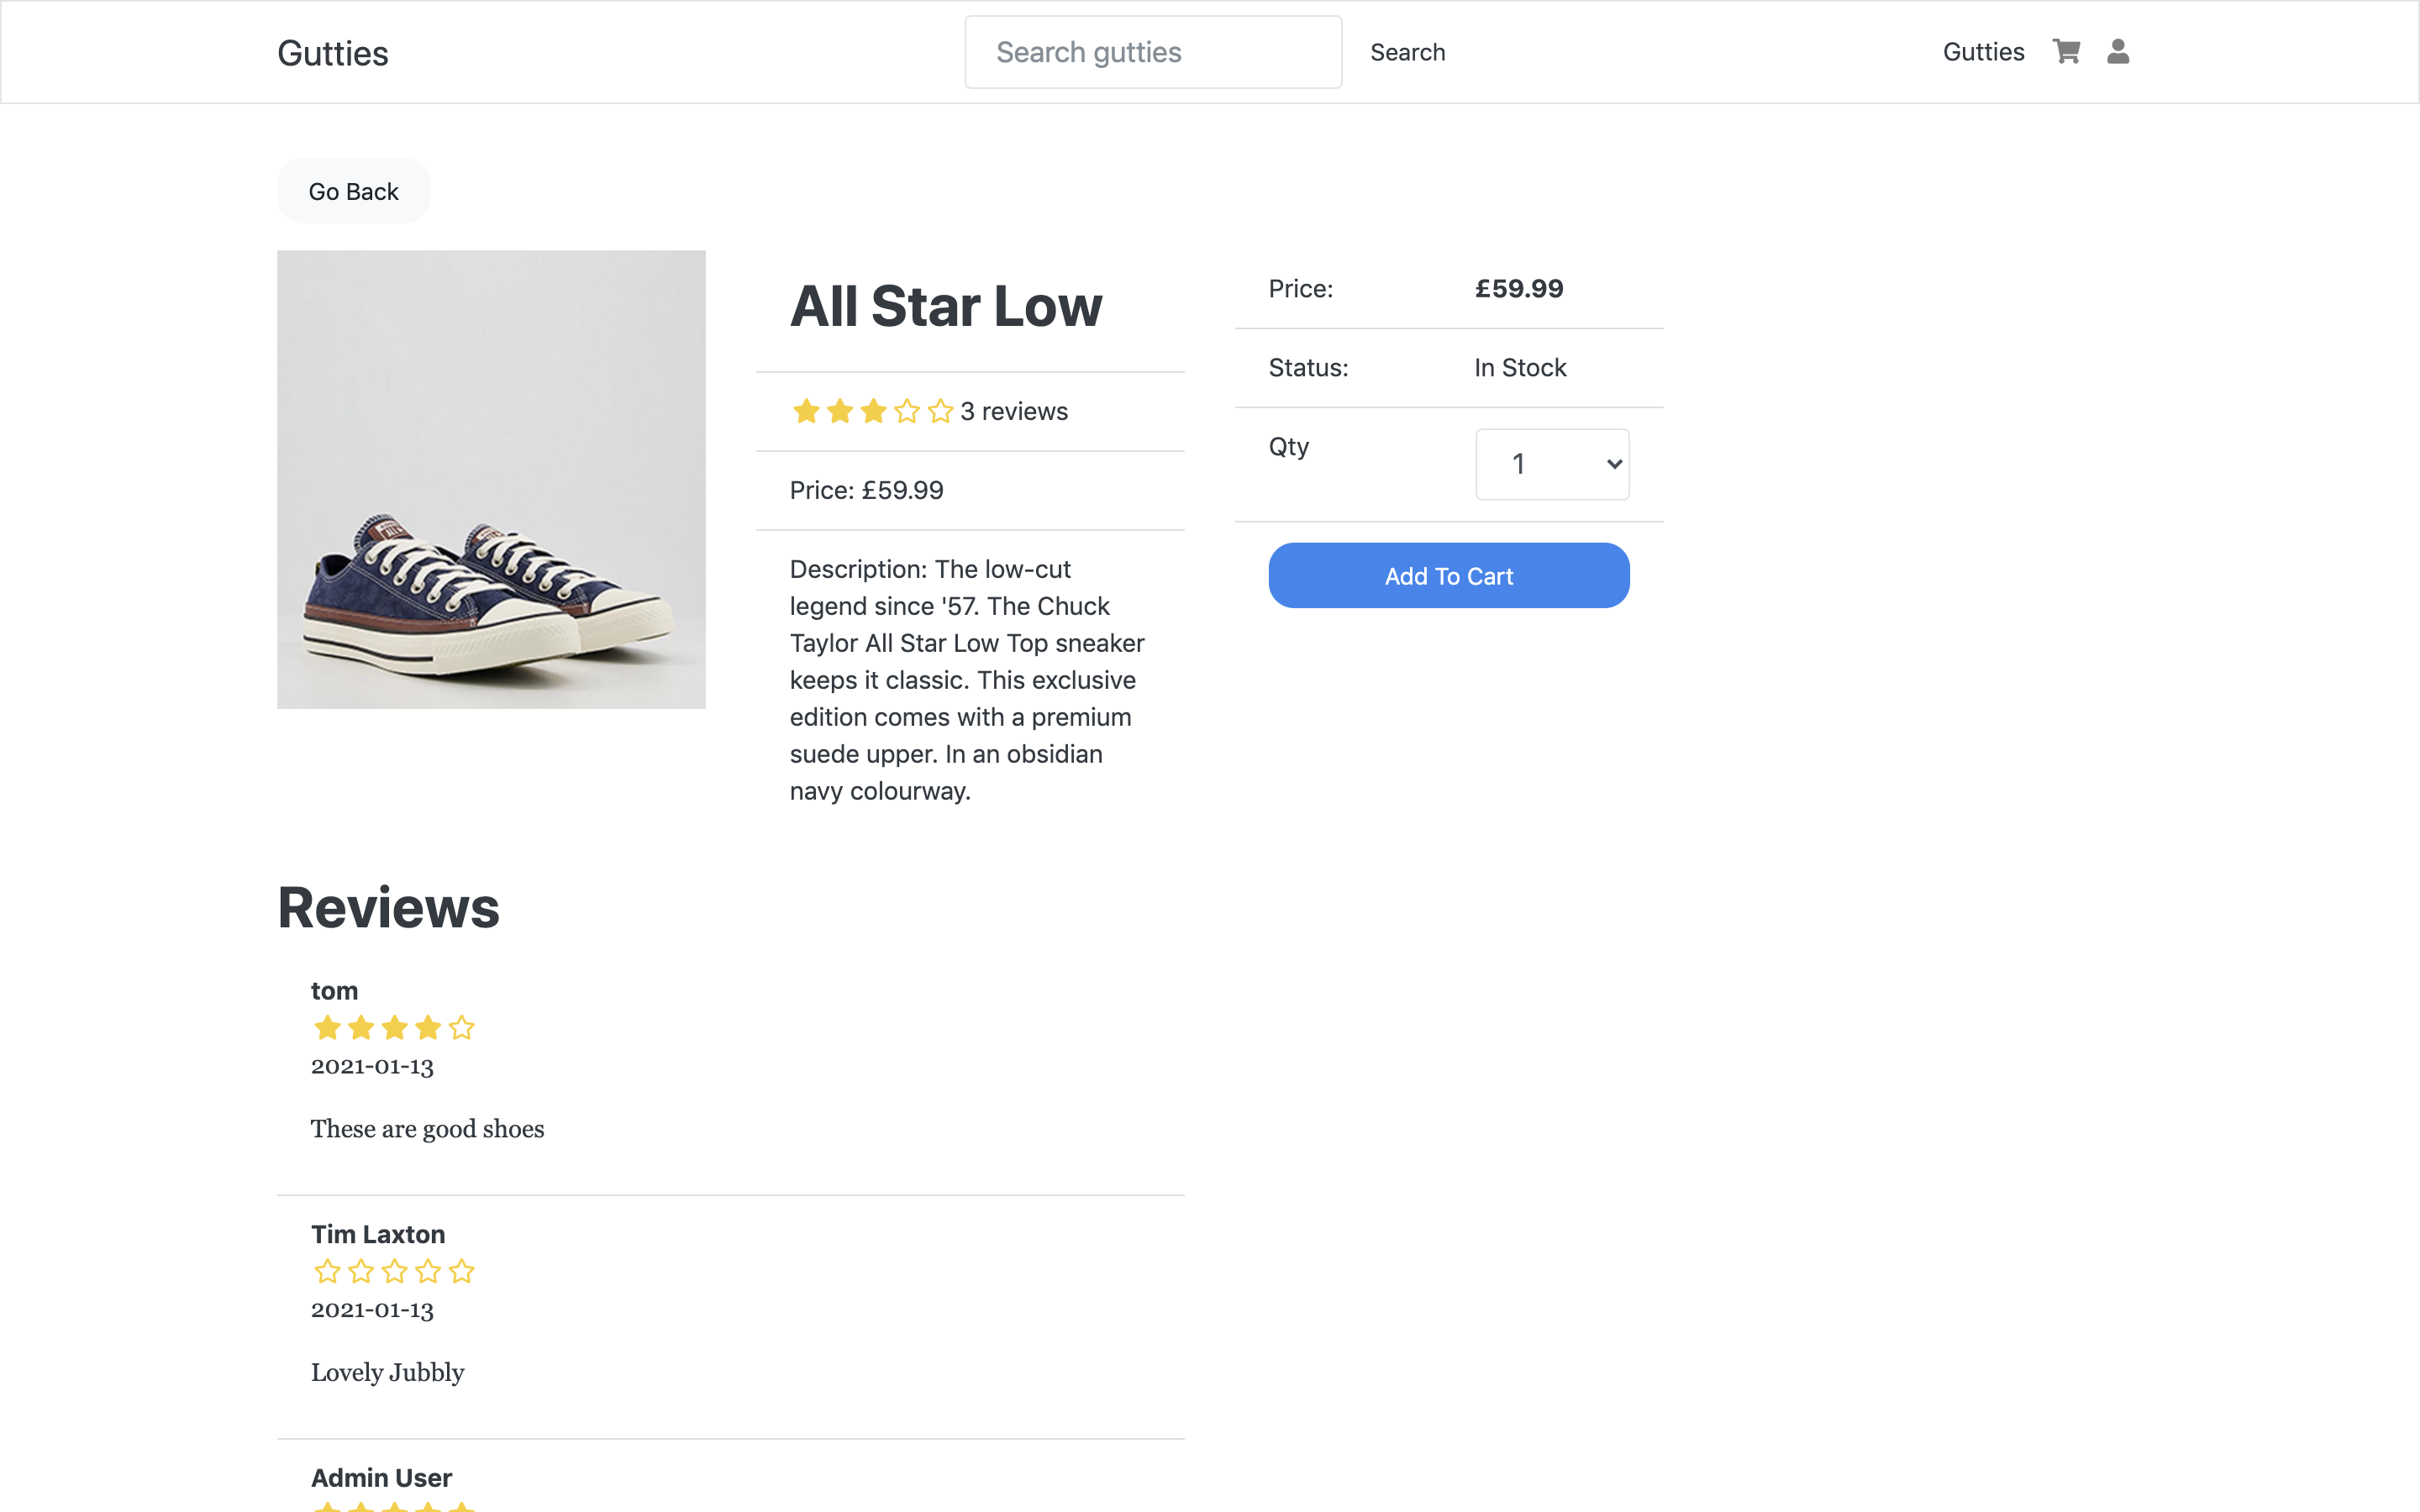 Gutties
Search gutties
Search
Gutties
Go Back
All Star Low
3 reviews
Price: £59.99
Description: The low-cut
legend since '57. The Chuck
Taylor All Star Low Top sneaker
keeps it classic. This exclusive
edition comes with a premium
suede upper. In an obsidian
navy colourway.
Price:
£59.99
Status:
In Stock
Qty
1
Add To Cart
Reviews
tom
2021-01-13
These are good shoes
Tim Laxton
2021-01-13
Lovely Jubbly
Admin User